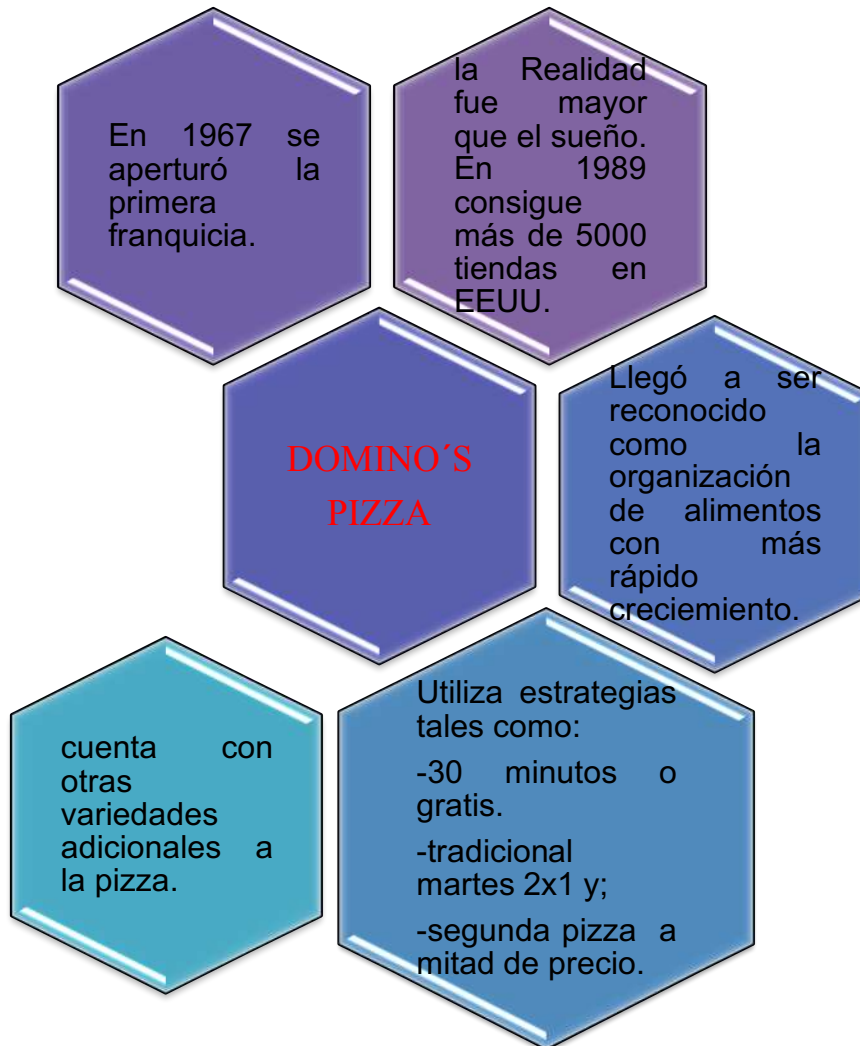 En 1967 se
aperturó la
primera
franquicia.
la Realidad
fue mayor
que el sueño.
En 1989
consigue
más de 5000
tiendas en
EEUU.
DOMINO´S
PIZZA
Llegó a ser
reconocido
como la
organización
de alimentos
con más
rápido
creciemiento.
cuenta con
otras
variedades
adicionales a
la pizza.
Utiliza estrategias
tales como:
-30 minutos o
gratis.
-tradicional
martes 2x1 y;
-segunda pizza a
mitad de precio.